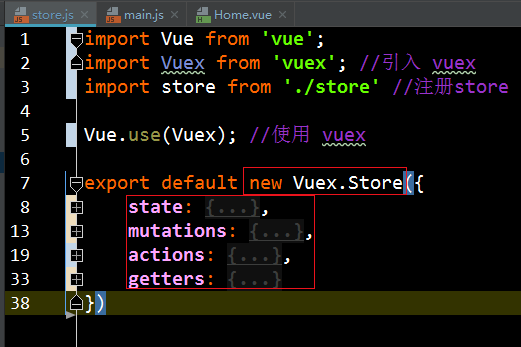 store.js × main.js × Home.vue ×
1 import Vue from 'vue';
2 import Vuex from 'vuex'; //引入 vuex
3 import store from './store' //注册store
4
5 Vue.use(Vuex); //使用 vuex
6
7 export default new Vuex.Store({
8 state: {...},
13 mutations: {...},
19 actions: {...},
33 getters: {...}
38 })